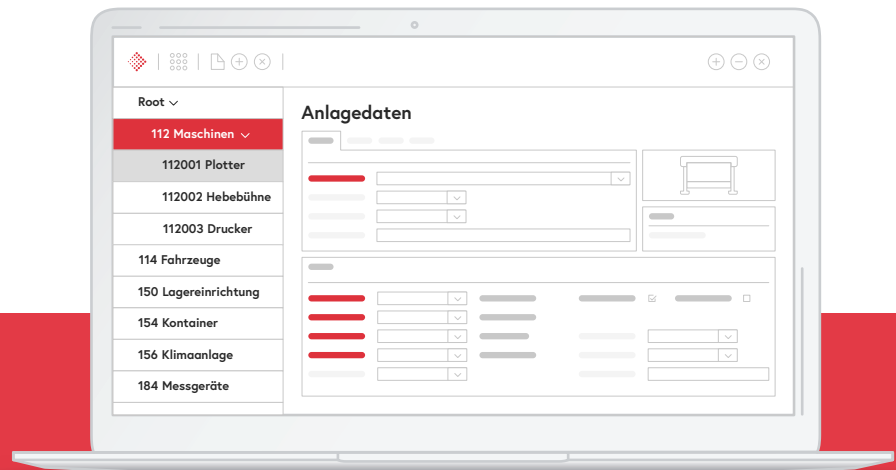 Root
Anlagedaten
112 Maschinen
112001 Plotter
112002 Hebebühne
112003 Drucker
114 Fahrzeuge
150 Lagereinrichtung
154 Kontainer
156 Klimaanlage
184 Messgeräte